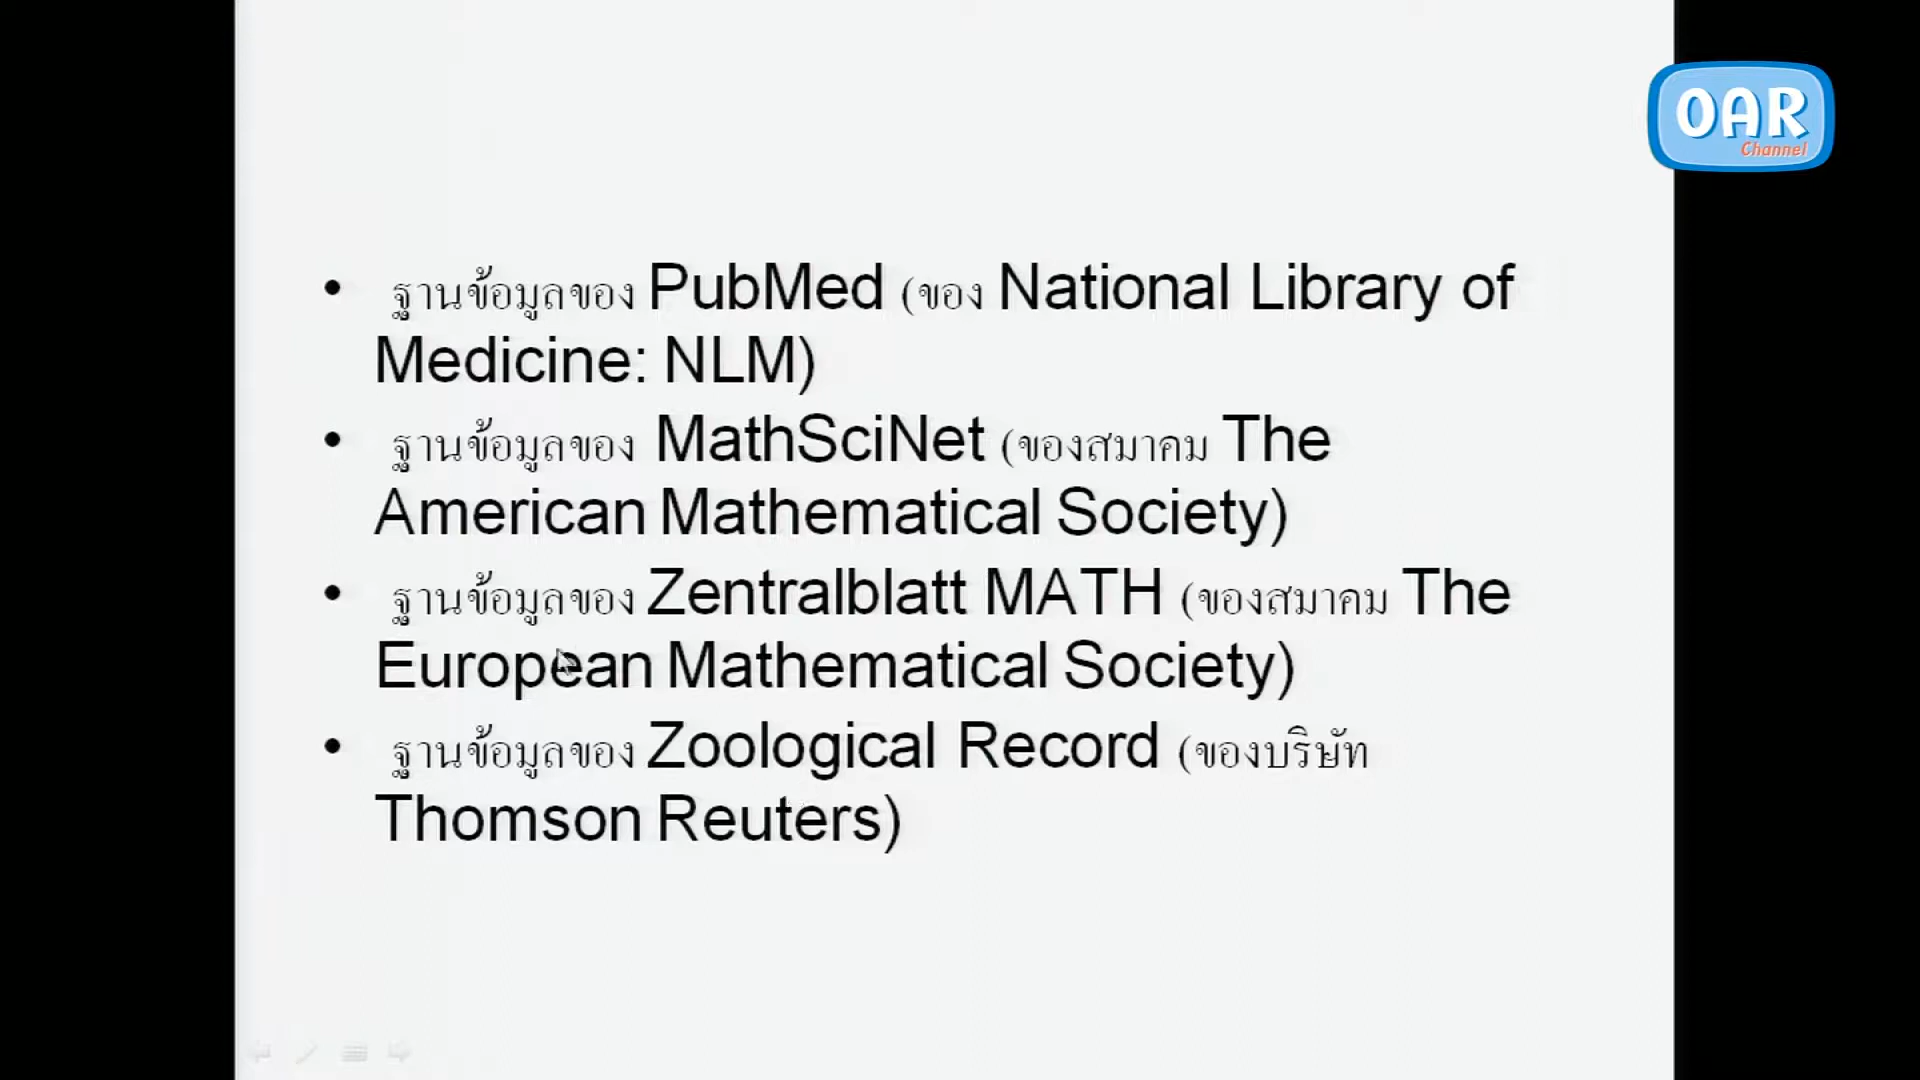 OAR
Channel
• ฐานข้อมูลของ PubMed (ของ National Library of
Medicine: NLM)
• ฐานข้อมูลของ MathSciNet (ของสมาคม The
American Mathematical Society)
• ฐานข้อมูลของ Zentralblatt MATH (ของสมาคม The
European Mathematical Society)
• ฐานข้อมูลของ Zoological Record (ของบริษัท
Thomson Reuters)